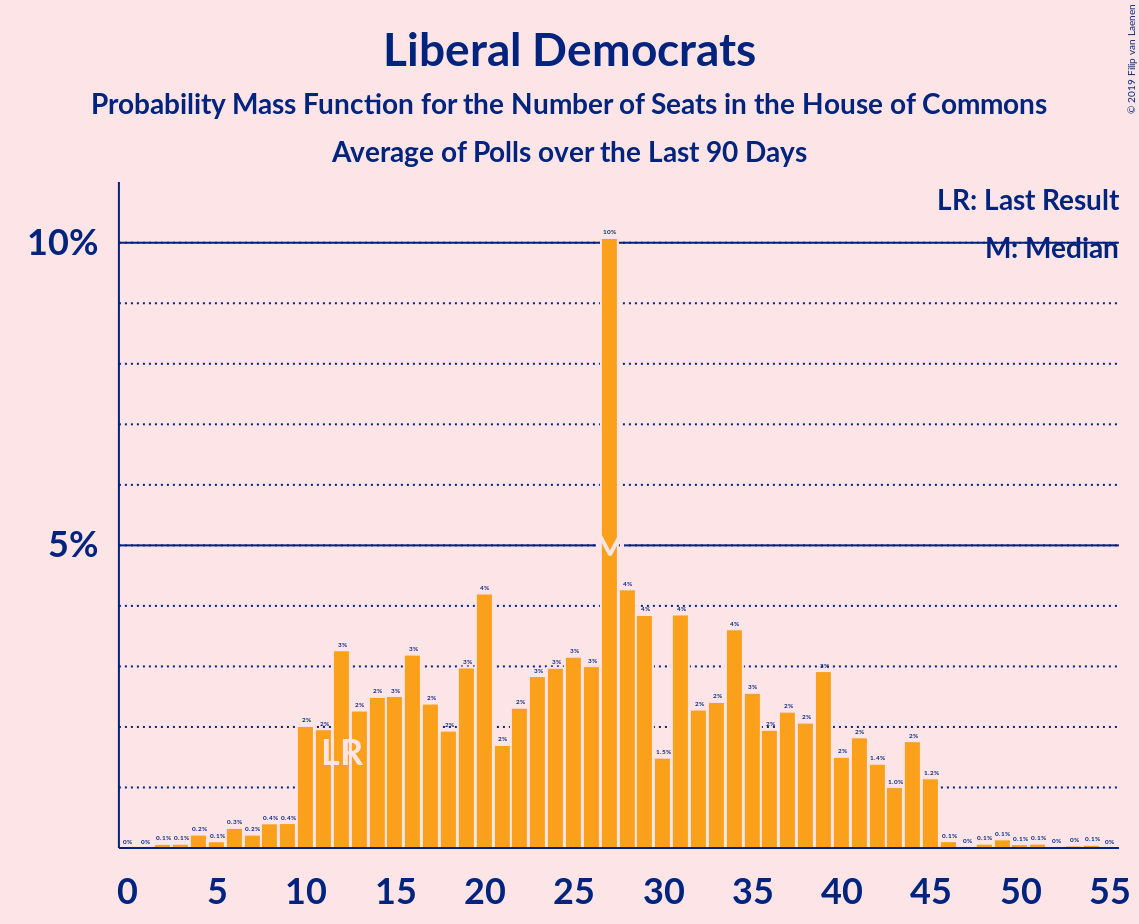 Liberal Democrats
Probability Mass Function for the Number of Seats in the House of Commons
Average of Polls over the Last 90 Days
© 2019 Filip van Laenen
LR: Last Result
M: Median
10%
5%
0% 0% 0.1% 0.1% 0.2% 0.1% 0.3% 0.2% 0.4% 0.4% 2% 2% 3% 2% 2% 3% 3% 2% 2% 3% 4% 2% 2% 3% 3% 3% 3% 10% 4% 4% 1.5% 4% 2% 2% 4% 3% 2% 2% 2% 3% 2% 2% 1.4% 1.0% 2% 1.2% 0.1% 0% 0.1% 0.1% 0.1% 0.1% 0% 0% 0.1% 0%
LR
M
0 5 10 15 20 25 30 35 40 45 50 55